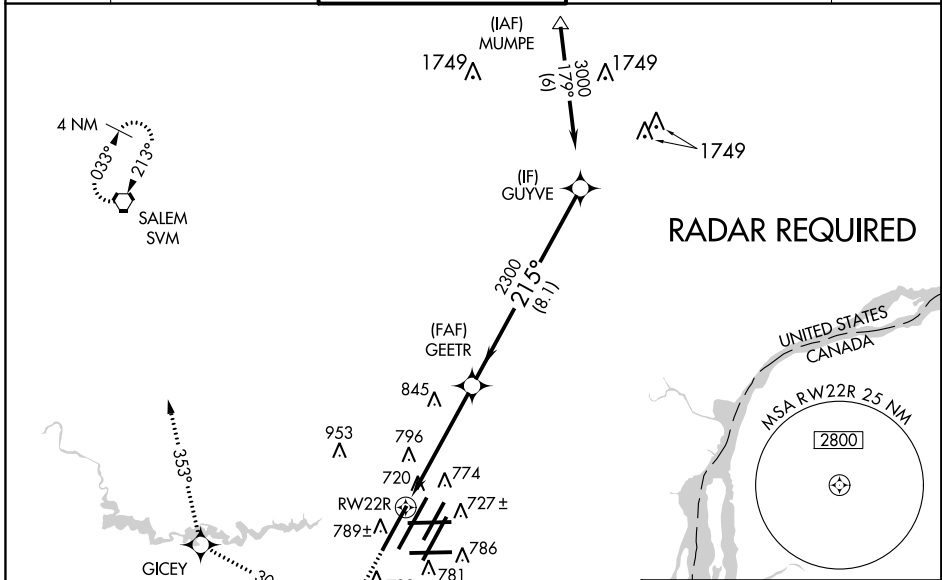 (IAF)
MUMPE
1749
3000
179°
(6)
1749
1749
4 NM
033°
213°
SALEM
SVM
(IF)
GUYVE
RADAR REQUIRED
2300
215°
(8.1)
UNITED STATES
CANADA
(FAF)
GEETR
MSA RW22R 25 NM
2800
845
953
796
720
774
353°
RW22R
727±
789±
786
781
GICEY